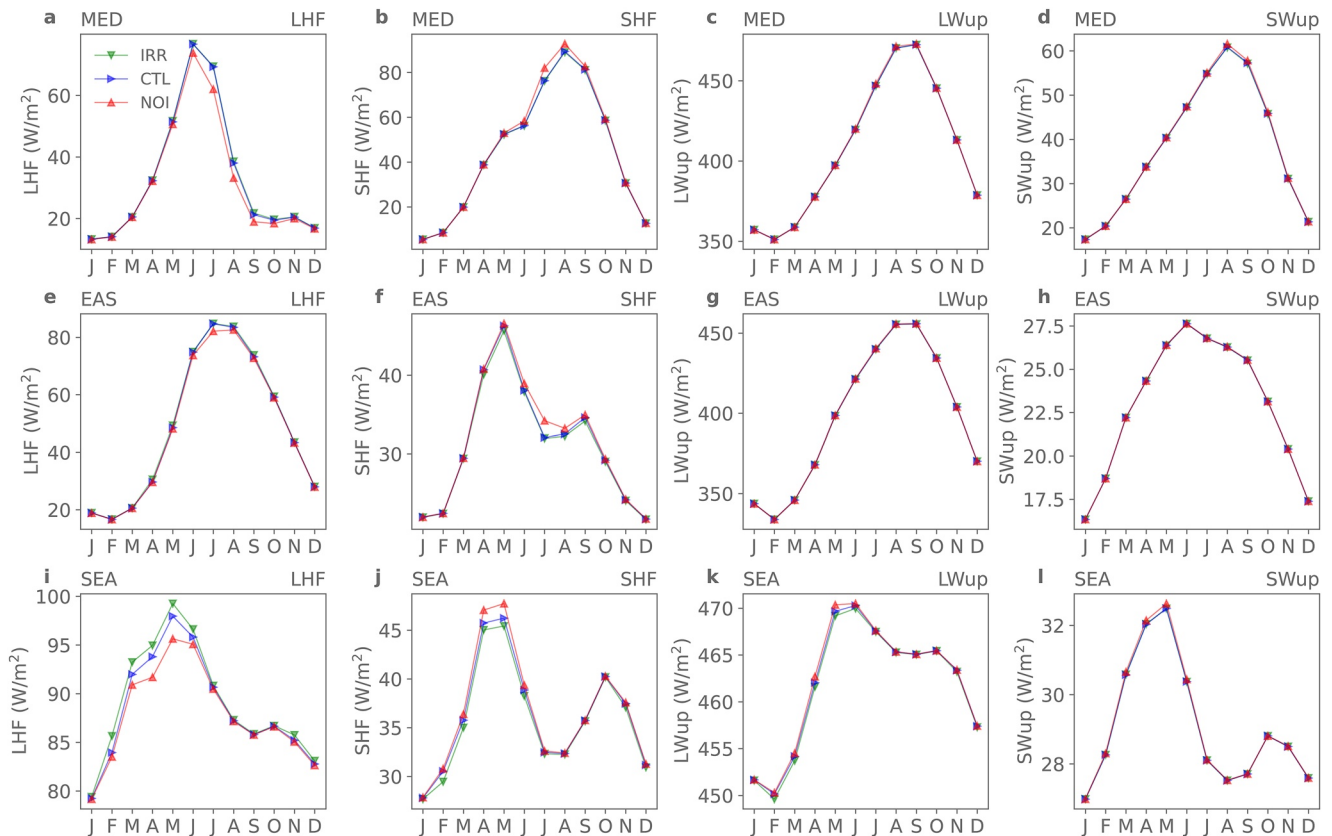 a MED LHF
LHF (W/m²)
60
40
20
IRR
CTL
NOI
J F M A M J J A S O N D
b MED SHF
SHF (W/m²)
80
60
40
20
J F M A M J J A S O N D
c MED LWup
LWup (W/m²)
450
400
350
J F M A M J J A S O N D
d MED SWup
SWup (W/m²)
60
50
40
30
20
J F M A M J J A S O N D
e EAS LHF
LHF (W/m²)
80
60
40
20
J F M A M J J A S O N D
f EAS SHF
SHF (W/m²)
40
30
J F M A M J J A S O N D
g EAS LWup
LWup (W/m²)
450
400
350
J F M A M J J A S O N D
h EAS SWup
SWup (W/m²)
27.5
25.0
22.5
20.0
17.5
J F M A M J J A S O N D
i SEA LHF
LHF (W/m²)
100
95
90
85
80
J F M A M J J A S O N D
j SEA SHF
SHF (W/m²)
45
40
35
30
J F M A M J J A S O N D
k SEA LWup
LWup (W/m²)
470
465
460
455
450
J F M A M J J A S O N D
l SEA SWup
SWup (W/m²)
32
30
28
J F M A M J J A S O N D